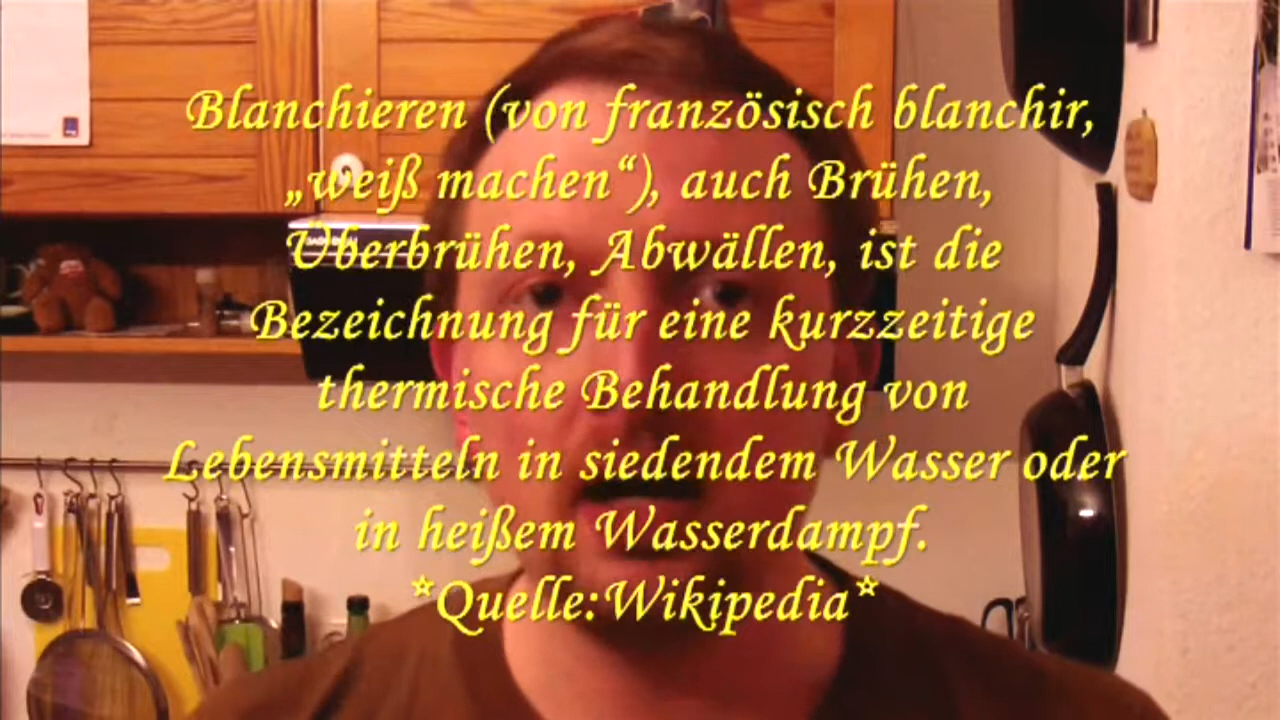 Blanchieren (von französisch blanchir,
„weiß machen“), auch Brühen,
Überbrühen, Abwällen, ist die
Bezeichnung für eine kurzzeitige
thermische Behandlung von
Lebensmitteln in siedendem Wasser oder
in heißem Wasserdampf.
*Quelle:Wikipedia*